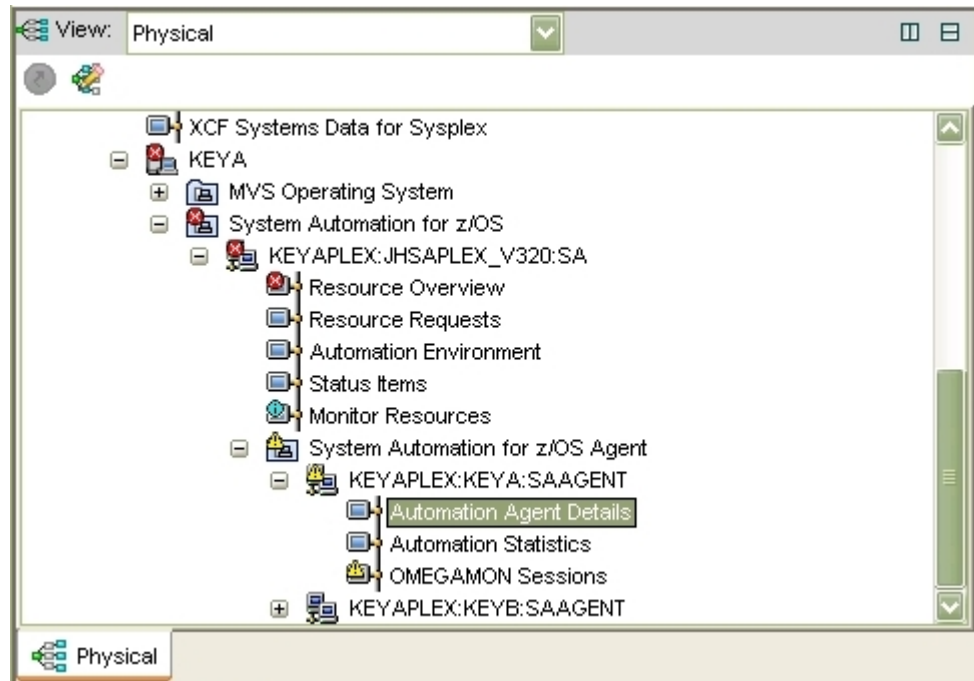 View: Physical
XCF Systems Data for Sysplex
KEYA
MVS Operating System
System Automation for z/OS
KEYAPLEX:JHSAPLEX_V320:SA
Resource Overview
Resource Requests
Automation Environment
Status Items
Monitor Resources
System Automation for z/OS Agent
KEYAPLEX:KEYA:SAAGENT
Automation Agent Details
Automation Statistics
OMEGAMON Sessions
KEYAPLEX:KEYB:SAAGENT
Physical